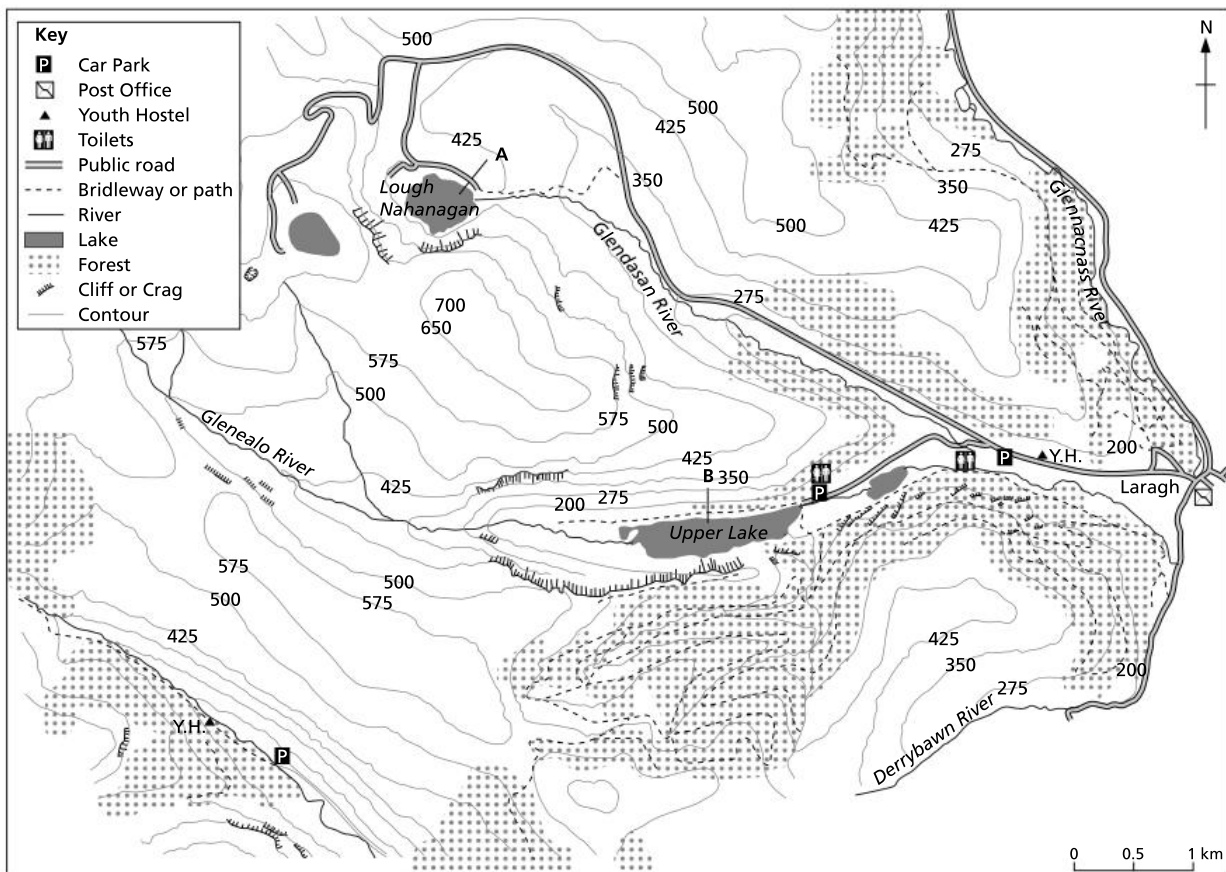 Key
P Car Park
Post Office
Youth Hostel
Toilets
Public road
Bridleway or path
River
Lake
Forest
Cliff or Crag
Contour
N
500
500
425
425
A
275
350
350
Lough
Nahanagan
500
425
Glendasan River
Glennacnass River
275
700
650
575
575
500
575
500
Glenealo River
425
200
425
350
B
275
200
P
P
Y.H.
Laragh
Upper Lake
575
500
500
575
425
425
350
275
200
Y.H.
P
Derrybawn River
0 0.5 1 km